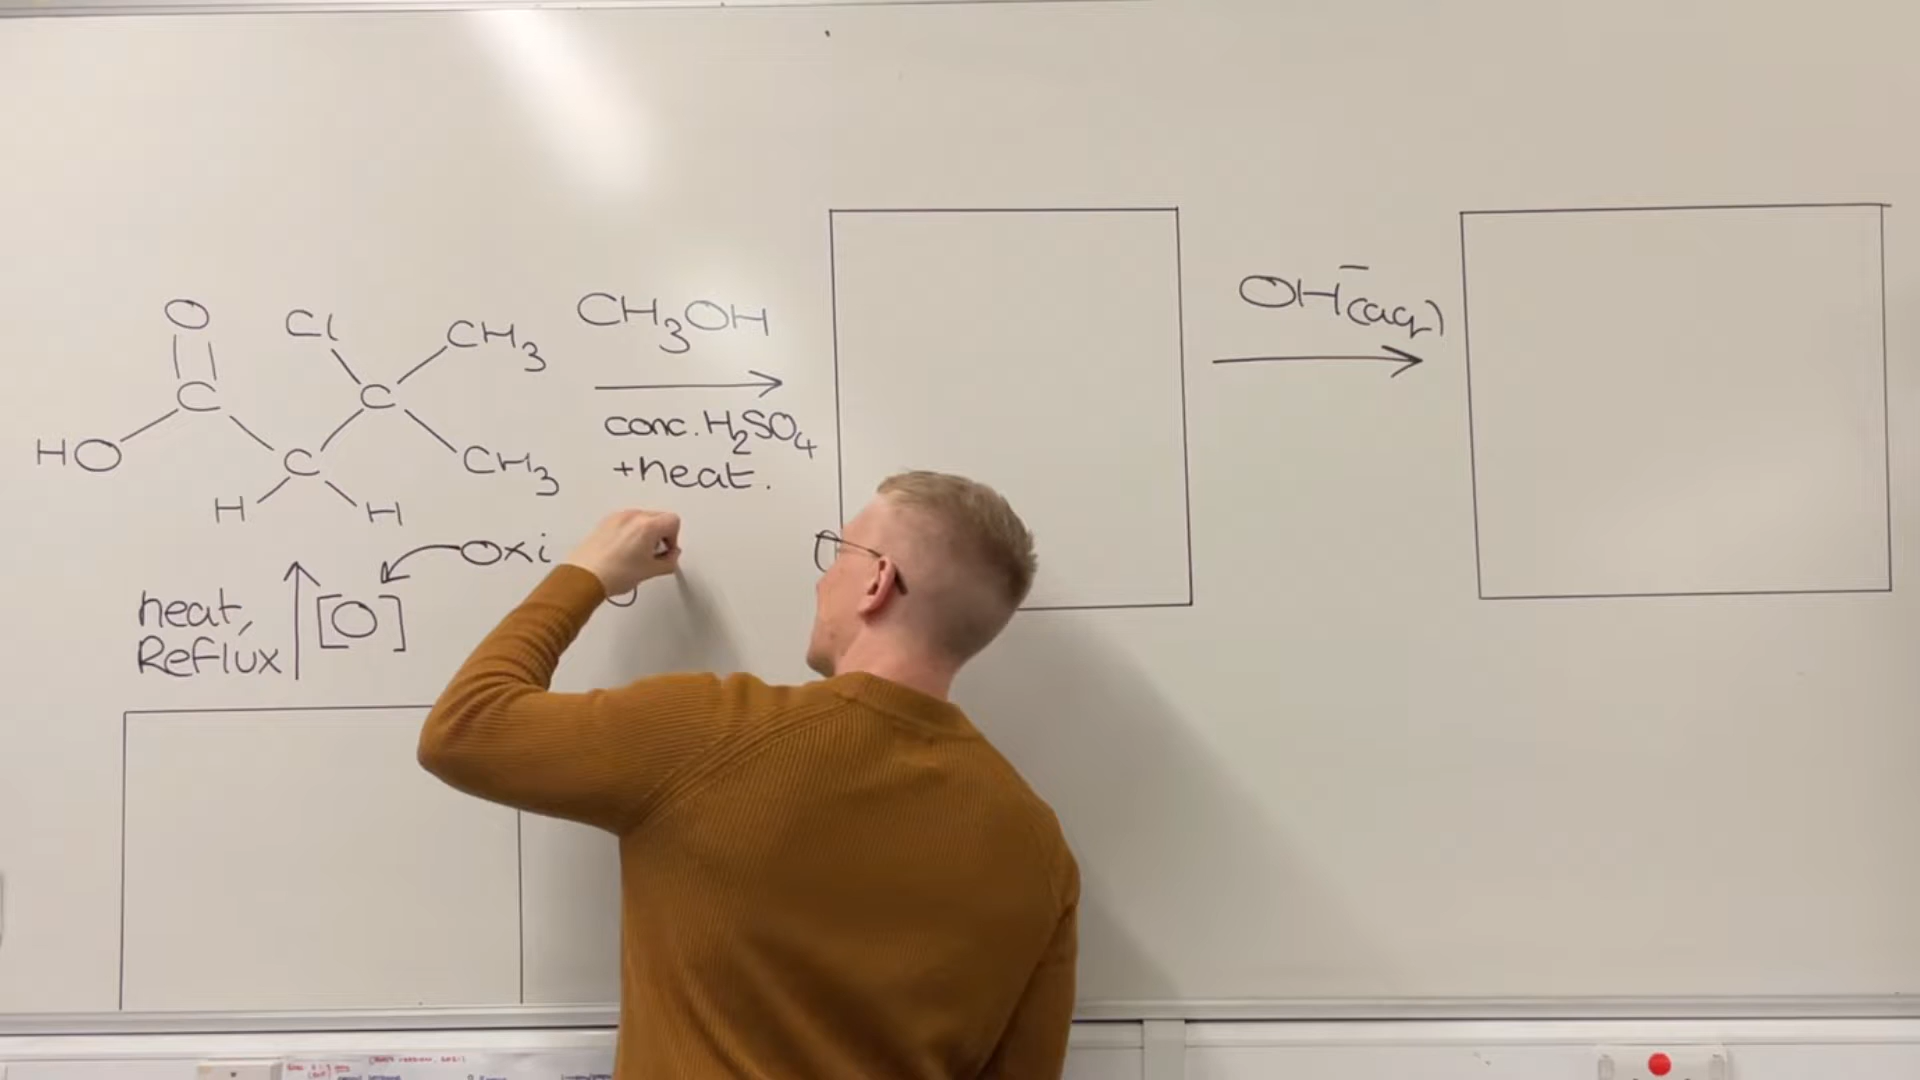 O
Cl
CH3
C
C
HO
C
CH3
H
H
CH3OH
conc. H2SO4
+heat.
OH-(aq)
Oxi
heat,
Reflux
[O]